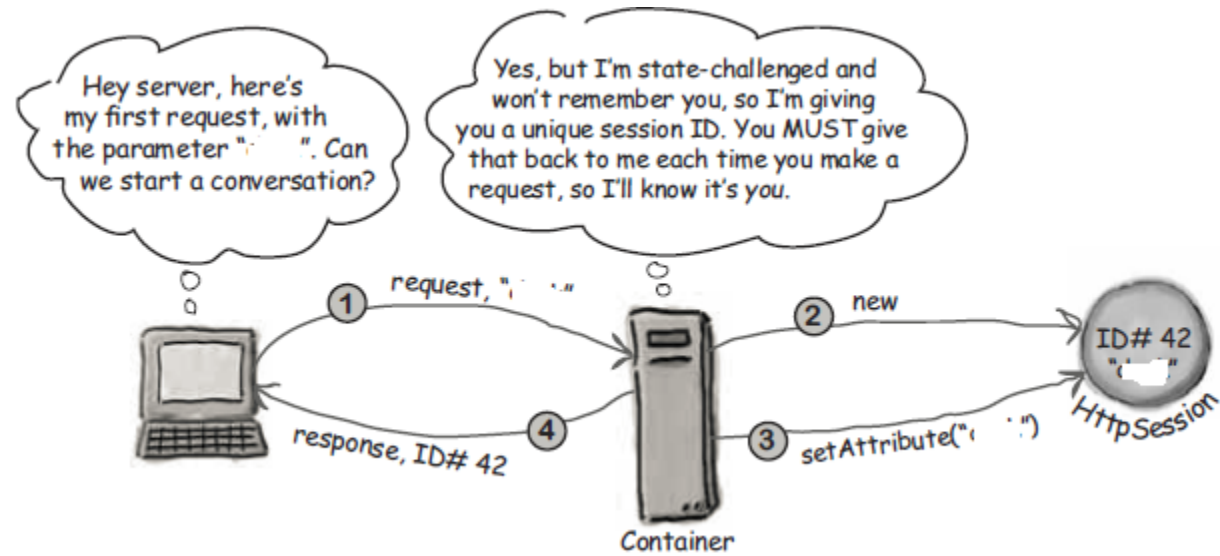 Hey server, here's
my first request, with
the parameter " ". Can
we start a conversation?
Yes, but I'm state-challenged and
won't remember you, so I'm giving
you a unique session ID. You MUST give
that back to me each time you make a
request, so I'll know it's you.
1
request, " "
2
new
ID# 42
" "
HttpSession
3
setAttribute(" ")
4
response, ID# 42
Container